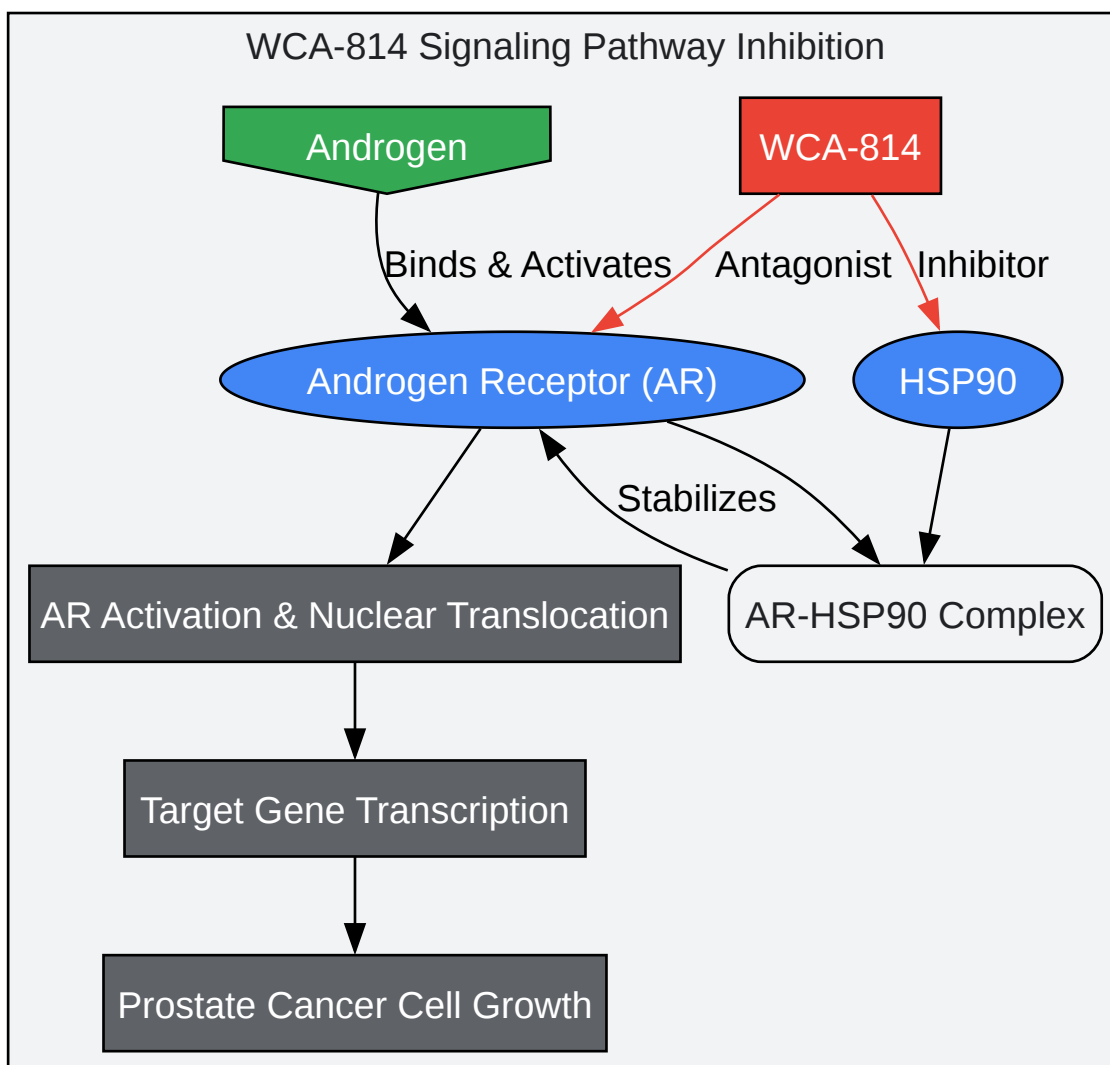 WCA-814 Signaling Pathway Inhibition
Androgen
WCA-814
Binds & Activates
Antagonist
Inhibitor
Androgen Receptor (AR)
HSP90
Stabilizes
AR Activation & Nuclear Translocation
AR-HSP90 Complex
Target Gene Transcription
Prostate Cancer Cell Growth